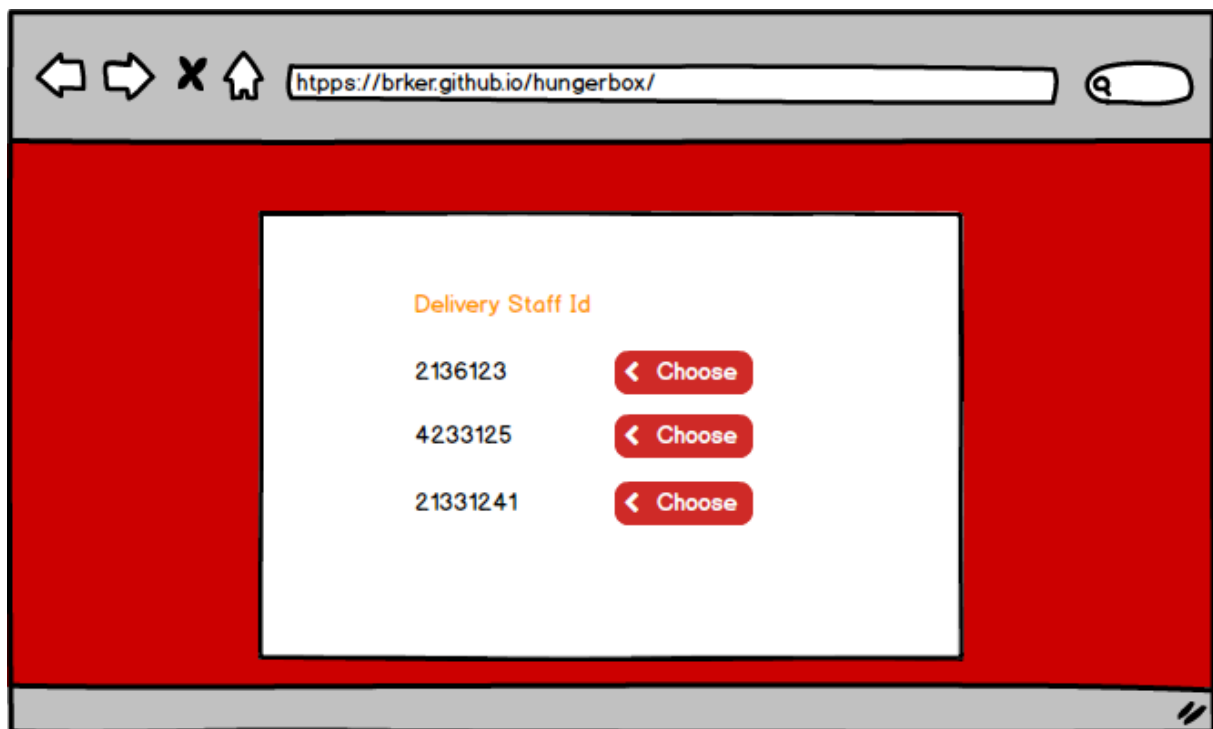 htpps://brker.github.io/hungerbox/
Delivery Staff Id
2136123 Choose
4233125 Choose
21331241 Choose